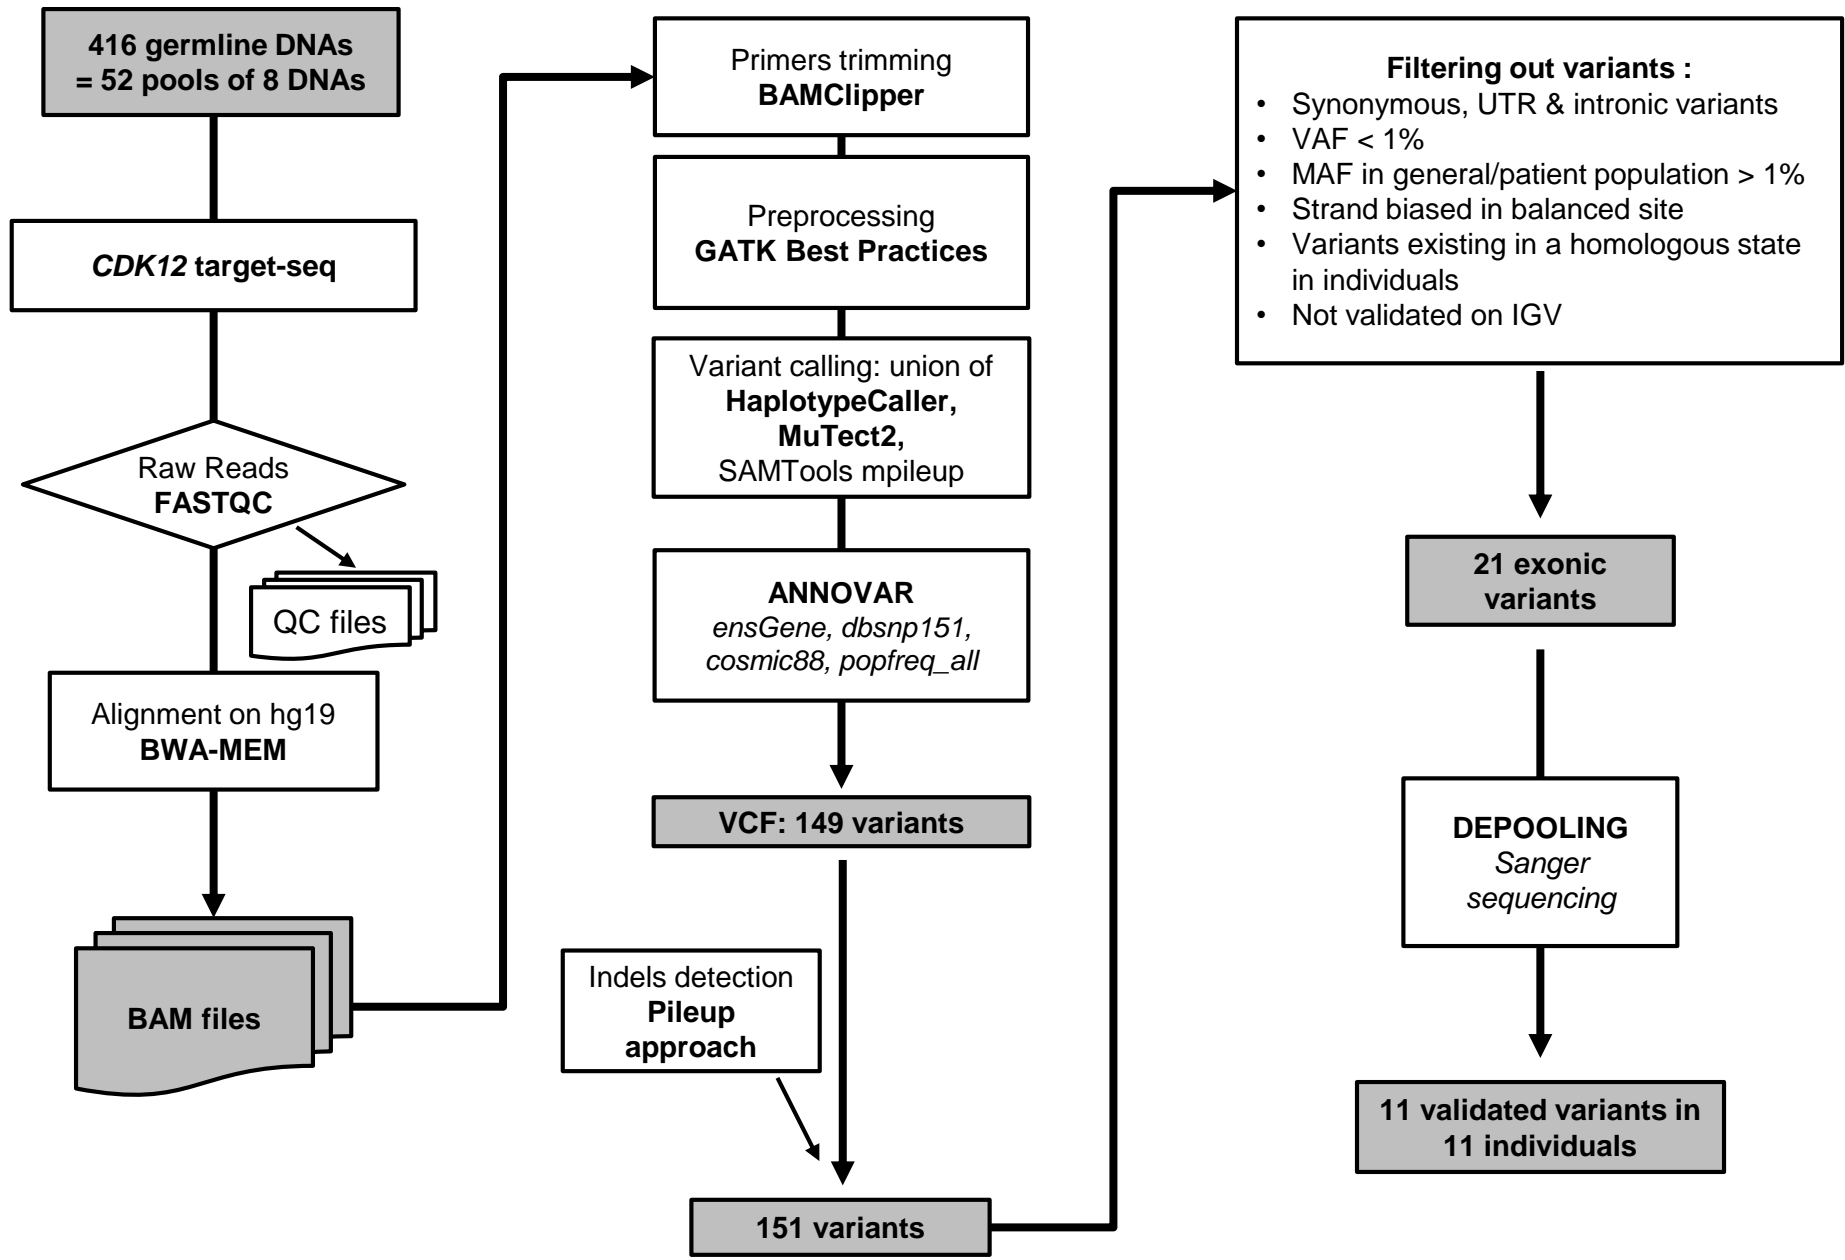 416 germline DNAs
= 52 pools of 8 DNAs
CDK12 target-seq
Raw Reads
FASTQC
QC files
Alignment on hg19
BWA-MEM
BAM files
Primers trimming
BAMClipper
Preprocessing
GATK Best Practices
Variant calling: union of
HaplotypeCaller,
MuTect2,
SAMTools mpileup
ANNOVAR
ensGene, dbsnp151,
cosmic88, popfreq_all
VCF: 149 variants
Indels detection
Pileup
approach
151 variants
Filtering out variants :
• Synonymous, UTR & intronic variants
• VAF < 1%
• MAF in general/patient population > 1%
• Strand biased in balanced site
• Variants existing in a homologous state
in individuals
• Not validated on IGV
21 exonic
variants
DEPOOLING
Sanger
sequencing
11 validated variants in
11 individuals